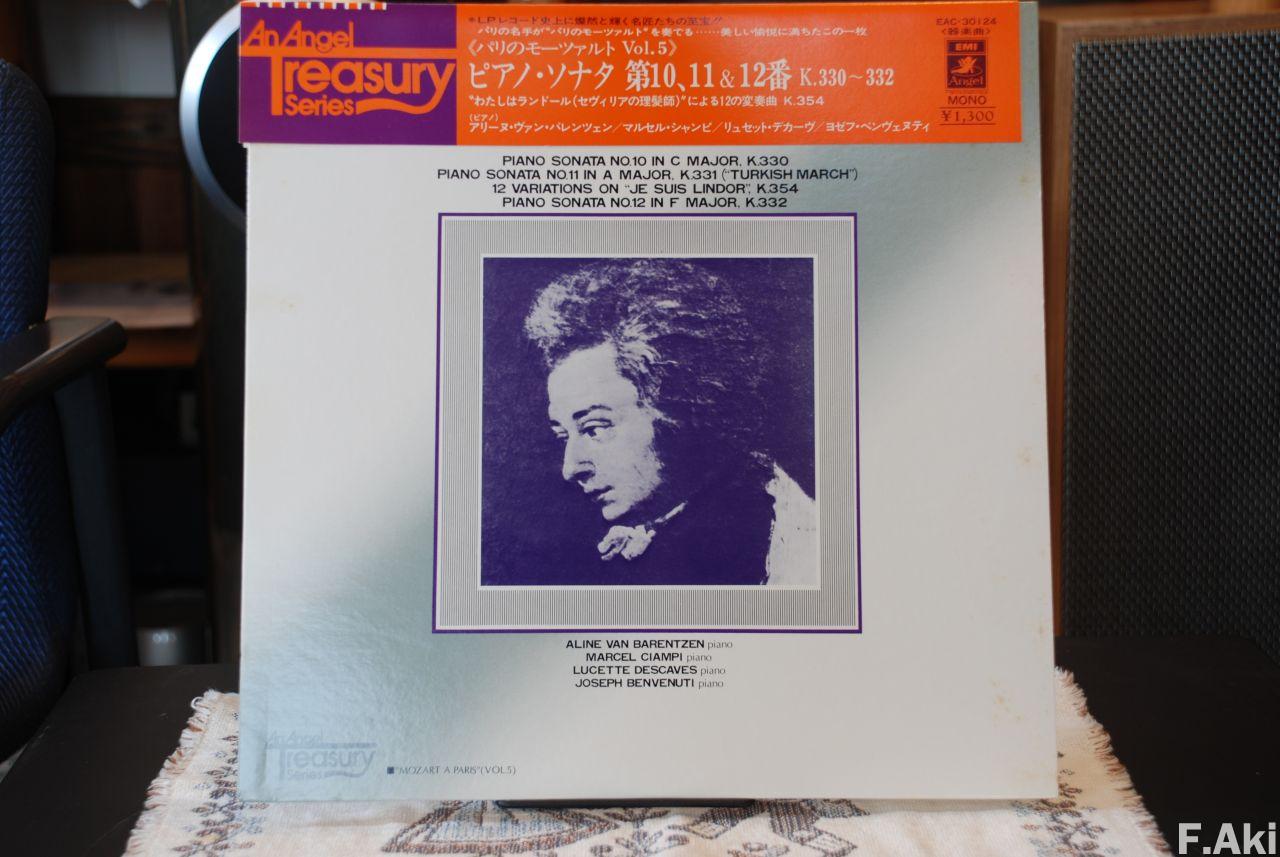 An Angel
Treasury
Series
*LPレコード史上に燦然と輝く名匠たちの至宝!!
パリの名手が“パリのモーツァルト”を奏でる……美しい愉悦に満ちたこの一枚
《パリのモーツァルト Vol.5》
ピアノ・ソナタ 第10、11&12番 K.330〜332
“わたしはランドール(セヴィリアの理髪師)”による12の変奏曲 K.354
(ピアノ)
アリーヌ・ヴァン・バレンツェン/マルセル・シャンピ/リュセット・デカーヴ/ヨゼフ・ベンヴェヌティ
EAC-30124
<器楽曲>
EMI
Angel
MONO
¥1,300
PIANO SONATA NO.10 IN C MAJOR, K.330
PIANO SONATA NO.11 IN A MAJOR, K.331 (“TURKISH MARCH”)
12 VARIATIONS ON “JE SUIS LINDOR”, K.354
PIANO SONATA NO.12 IN F MAJOR, K.332
ALINE VAN BARENTZEN piano
MARCEL CIAMPI piano
LUCETTE DESCAVES piano
JOSEPH BENVENUTI piano
An Angel
Treasury
Series
■“MOZART A PARIS”(VOL.5)
F.Aki